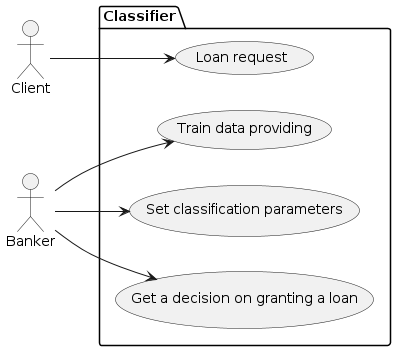 Classifier
Loan request
Client
Train data providing
Set classification parameters
Banker
Get a decision on granting a loan